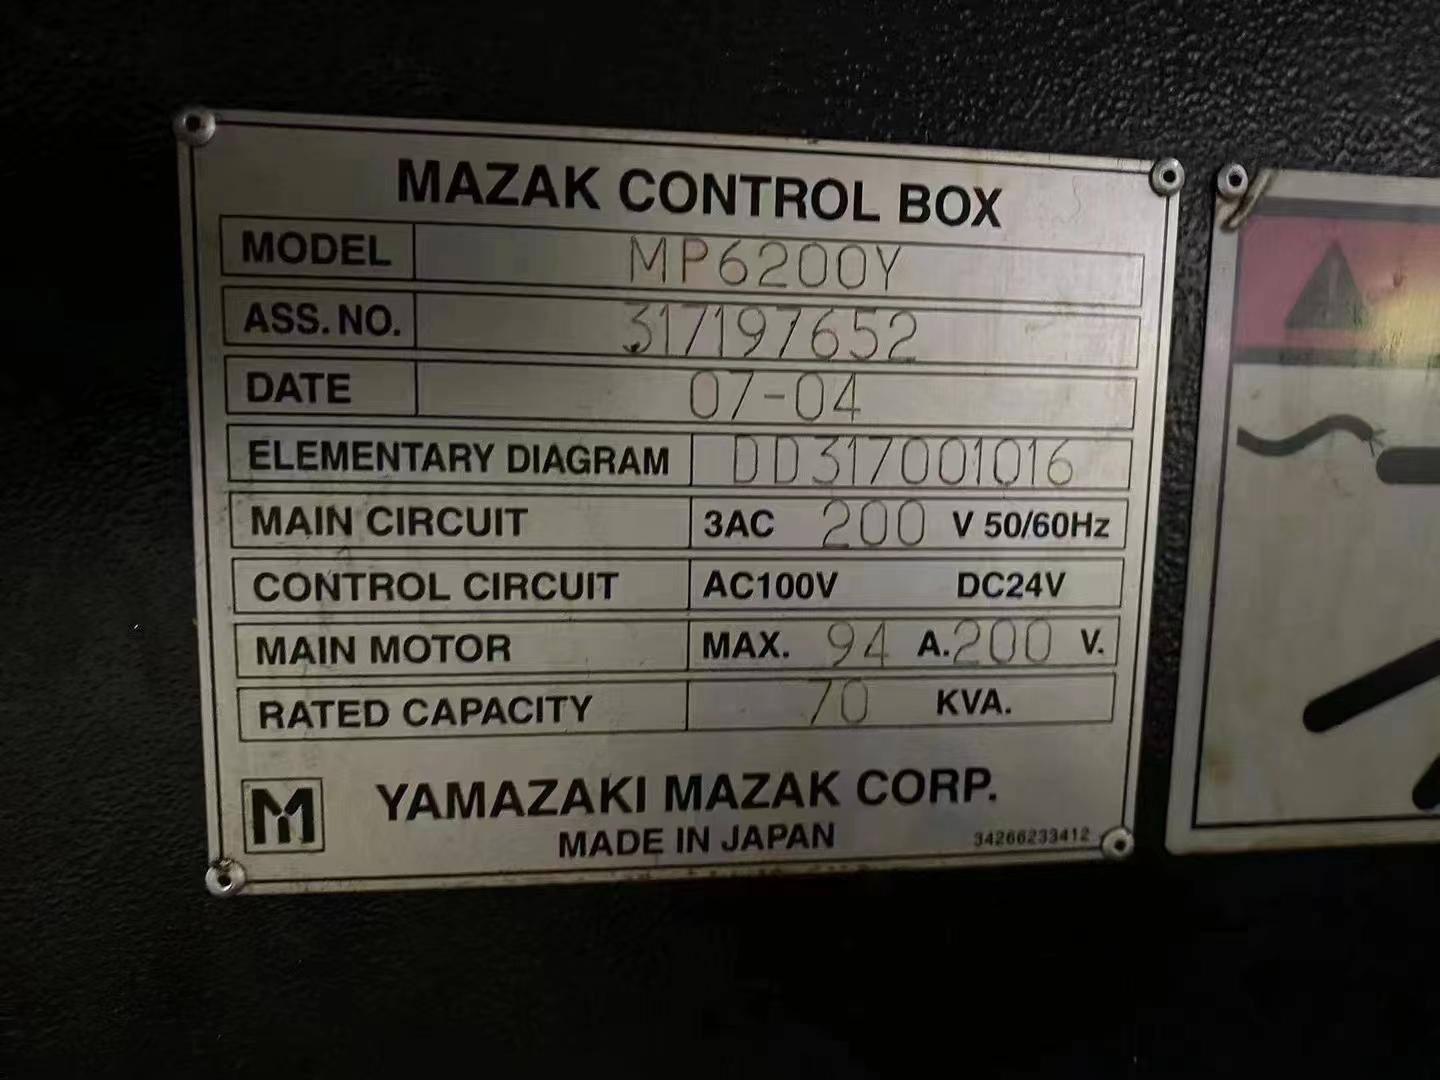 MAZAK CONTROL BOX
MODEL MP6200Y
ASS. NO. 317197652
DATE 07-04
ELEMENTARY DIAGRAM DD317001016
MAIN CIRCUIT 3AC 200 V 50/60Hz
CONTROL CIRCUIT AC100V DC24V
MAIN MOTOR MAX. 94 A. 200 V.
RATED CAPACITY 70 KVA.
M YAMAZAKI MAZAK CORP.
MADE IN JAPAN 34266233412